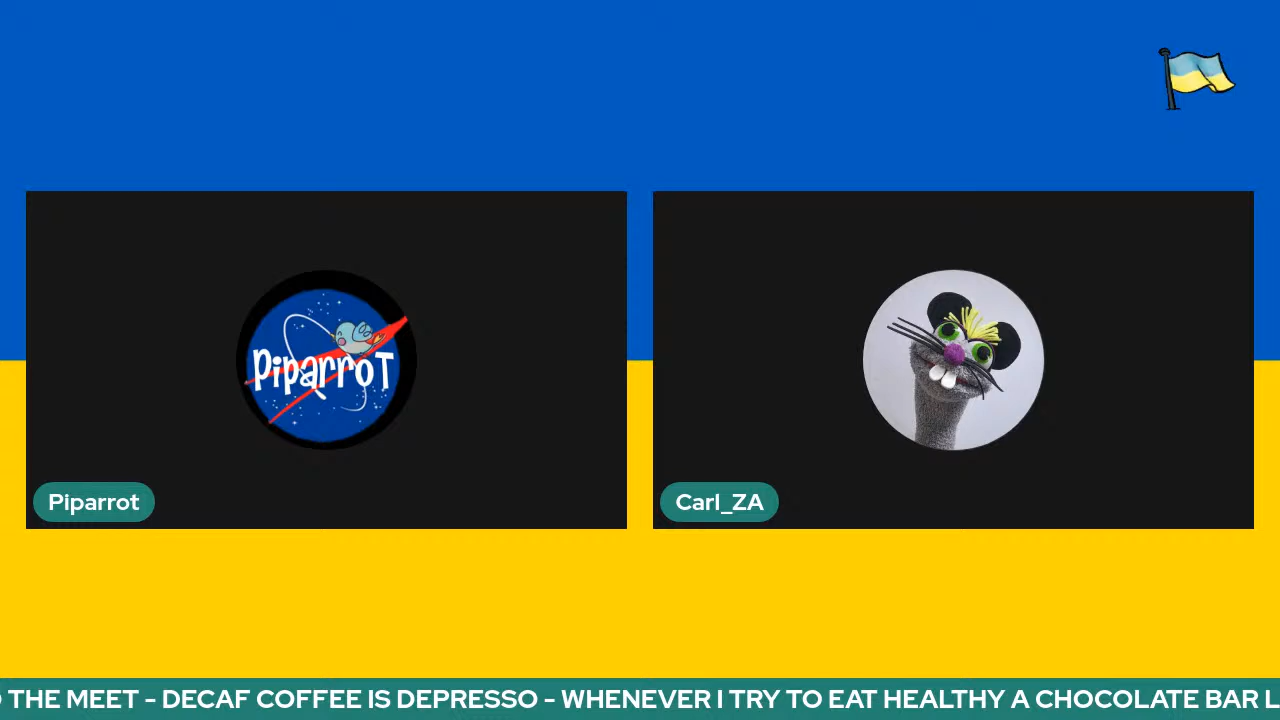 PiparroT
Piparrot
Carl_ZA
THE MEET - DECAF COFFEE IS DEPRESSO - WHENEVER I TRY TO EAT HEALTHY A CHOCOLATE BAR